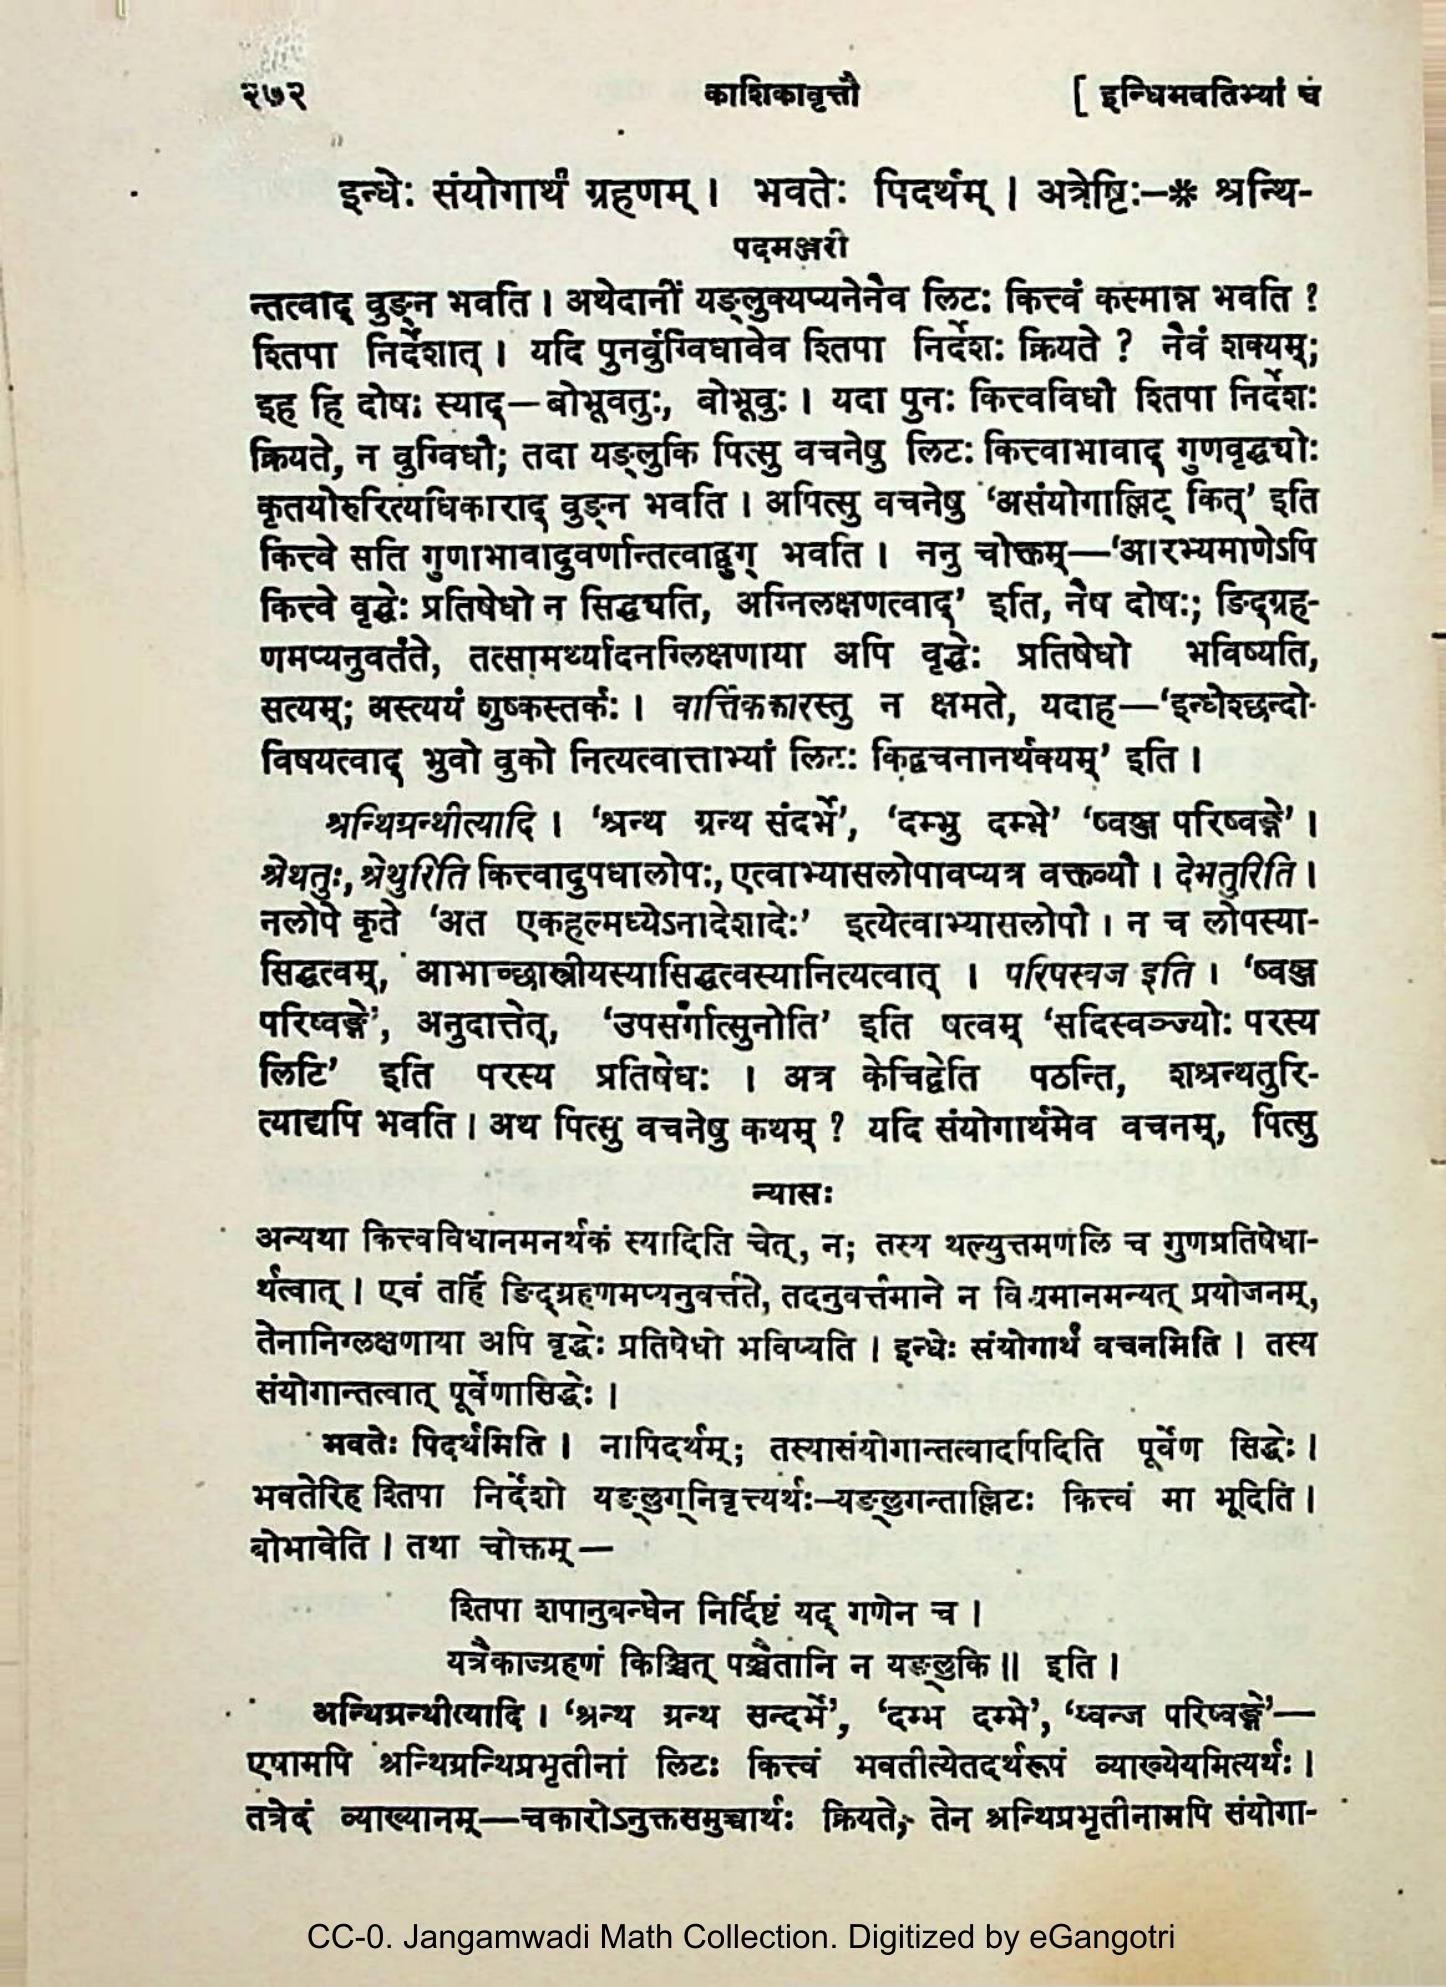 २७२ काशिकावृत्तौ [ इन्धिभवतिभ्यां च
इन्धेः संयोगार्थं ग्रहणम् । भवतेः पिदर्थम् । अत्रेष्टिः—* श्रन्थि-
पदमञ्जरी
न्तत्वाद् वुङ्न भवति । अथेदानीं यङ्लुक्यप्यनेनैव लिटः कित्त्वं कस्मान्न भवति ?
श्तिपा निर्देशात् । यदि पुनर्वुग्विधावेव श्तिपा निर्देशः क्रियते ? नैवं शक्यम्;
इह हि दोषः स्याद्—बोभूवतुः, बोभूवुः । यदा पुनः कित्त्वविधौ श्तिपा निर्देशः
क्रियते, न वुग्विधौ; तदा यङ्लुकि पित्सु वचनेषु लिटः कित्त्वाभावाद् गुणवृद्ध्योः
कृतयोरुरित्यधिकाराद् वुङ्न भवति । अपित्सु वचनेषु ‘असंयोगाल्लिट् कित्’ इति
कित्त्वे सति गुणाभावादुवर्णान्तत्वाद्वुग् भवति । ननु चोक्तम्—‘आरभ्यमाणेऽपि
कित्त्वे वृद्धेः प्रतिषेधो न सिद्ध्यति, अग्निलक्षणत्वाद्’ इति, नैष दोषः; ङिद्ग्रह-
णमप्यनुवर्तते, तत्सामर्थ्यादनग्लिक्षणाया अपि वृद्धेः प्रतिषेधो भविष्यति,
सत्यम्; अस्त्ययं शुष्कस्तर्कः । वार्त्तिककारस्तु न क्षमते, यदाह—‘इन्धेश्छन्दो-
विषयत्वाद् भुवो वुको नित्यत्वात्ताभ्यां लिटः किद्वचनानर्थक्यम्’ इति ।
श्रन्थिग्रन्थीत्यादि । ‘श्रन्थ ग्रन्थ संदर्भे’, ‘दम्भु दम्भे’ ‘ष्वञ्ज परिष्वङ्गे’ ।
श्रेथतुः, श्रेथुरिति कित्त्वादुपधालोपः, एत्वाभ्यासलोपावप्यत्र वक्तव्यौ । देभतुरिति ।
नलोपे कृते ‘अत एकहल्मध्येऽनादेशादेः’ इत्येत्वाभ्यासलोपौ । न च लोपस्या-
सिद्धत्वम्, आभाच्छास्त्रीयस्यासिद्धत्वस्यानित्यत्वात् । परिषस्वज इति । ‘ष्वञ्ज
परिष्वङ्गे’, अनुदात्तेत्, ‘उपसर्गात्सुनोति’ इति षत्वम् ‘सदिस्वञ्ज्योः परस्य
लिटि’ इति परस्य प्रतिषेधः । अत्र केचिद्वेति पठन्ति, शश्रन्थतुरि-
त्याद्यपि भवति । अथ पित्सु वचनेषु कथम् ? यदि संयोगार्थमेव वचनम्, पित्सु
न्यासः
अन्यथा कित्त्वविधानमनर्थकं स्यादिति चेत्, न; तस्य थल्युत्तमणलि च गुणप्रतिषेधा-
र्थत्वात् । एवं तर्हि ङिद्ग्रहणमप्यनुवर्त्तते, तदनुवर्त्तमाने न विद्यमानमन्यत् प्रयोजनम्,
तेनानिग्लक्षणाया अपि वृद्धेः प्रतिषेधो भविष्यति । इन्धेः संयोगार्थं वचनमिति । तस्य
संयोगान्तत्वात् पूर्वेणासिद्धेः ।
भवतेः पिदर्थमिति । नापिदर्थम्; तस्यासंयोगान्तत्वादपिदिति पूर्वेण सिद्धेः ।
भवतेरिह श्तिपा निर्देशो यङ्लुग्निवृत्त्यर्थः—यङ्लुगन्ताल्लिटः कित्त्वं मा भूदिति ।
बोभावेति । तथा चोक्तम्—
श्तिपा शपानुबन्धेन निर्दिष्टं यद् गणेन च ।
यत्रैकाज्ग्रहणं किञ्चित् पञ्चैतानि न यङ्लुकि ॥ इति ।
श्रन्थिग्रन्थीत्यादि । ‘श्रन्थ ग्रन्थ सन्दर्भे’, ‘दम्भ दम्भे’, ‘ष्वन्ज परिष्वङ्गे’—
एषामपि श्रन्थिग्रन्थिप्रभृतीनां लिटः कित्त्वं भवतीत्येतदर्थरूपं व्याख्येयमित्यर्थः ।
तत्रेदं व्याख्यानम्—चकारोऽनुक्तसमुच्चार्थः क्रियते, तेन श्रन्थिप्रभृतीनामपि संयोगा-
CC-0. Jangamwadi Math Collection. Digitized by eGangotri